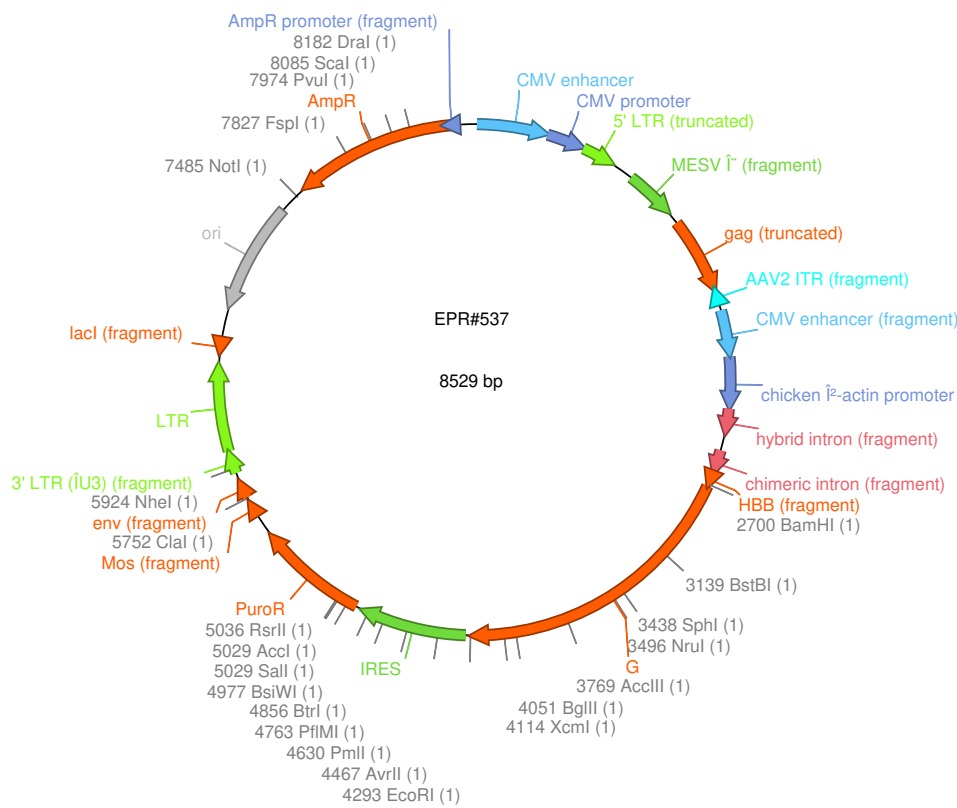 AmpR promoter (fragment)
8182 DraI (1)
8085 ScaI (1)
7974 PvuI (1)
AmpR
7827 FspI (1)
7485 NotI (1)
ori
lacI (fragment)
LTR
3' LTR (ÎU3) (fragment)
5924 NheI (1)
env (fragment)
5752 ClaI (1)
Mos (fragment)
PuroR
5036 RsrII (1)
5029 AccI (1)
5029 SalI (1)
4977 BsiWI (1)
4856 BtrI (1)
4763 PflMI (1)
4630 PmlI (1)
4467 AvrII (1)
4293 EcoRI (1)
IRES
CMV enhancer
CMV promoter
5' LTR (truncated)
MESV Î¨ (fragment)
gag (truncated)
AAV2 ITR (fragment)
CMV enhancer (fragment)
chicken Î²-actin promoter
hybrid intron (fragment)
chimeric intron (fragment)
HBB (fragment)
2700 BamHI (1)
3139 BstBI (1)
3438 SphI (1)
3496 NruI (1)
G
3769 AccIII (1)
4051 BglII (1)
4114 XcmI (1)
EPR#537
8529 bp